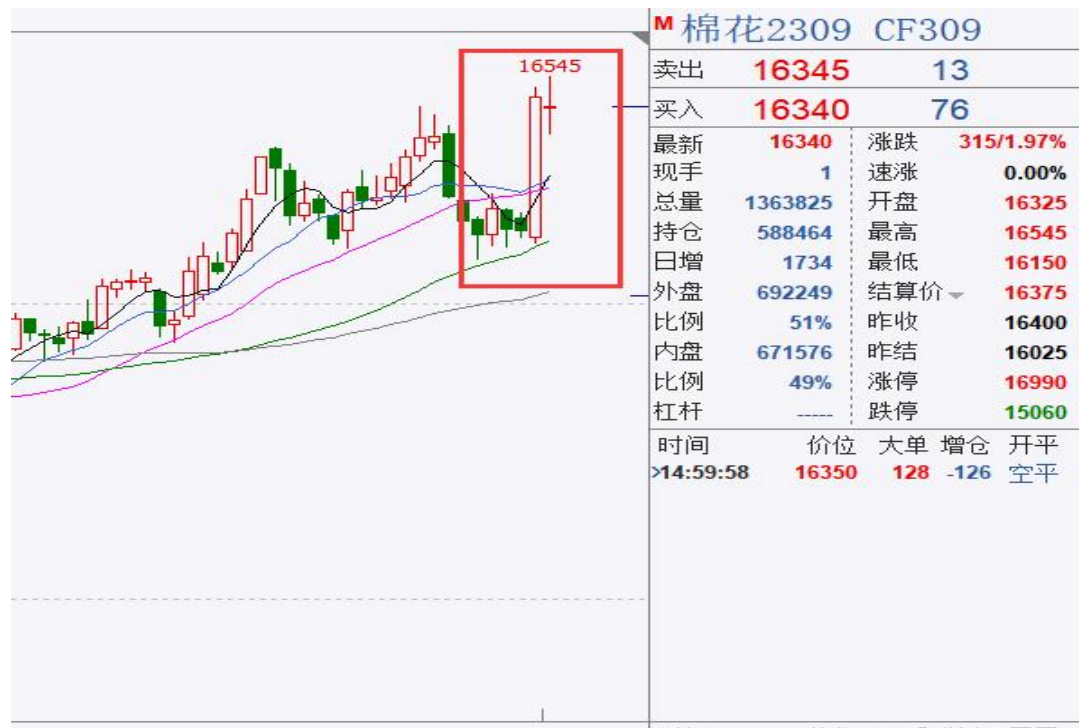 M 棉花2309 CF309
16545
卖出 16345 13
买入 16340 76
最新 16340 涨跌 315/1.97%
现手 1 速涨 0.00%
总量 1363825 开盘 16325
持仓 588464 最高 16545
日增 1734 最低 16150
外盘 692249 结算价 16375
比例 51% 昨收 16400
内盘 671576 昨结 16025
比例 49% 涨停 16990
杠杆 ----- 跌停 15060
时间 价位 大单 增仓 开平
>14:59:58 16350 128 -126 空平